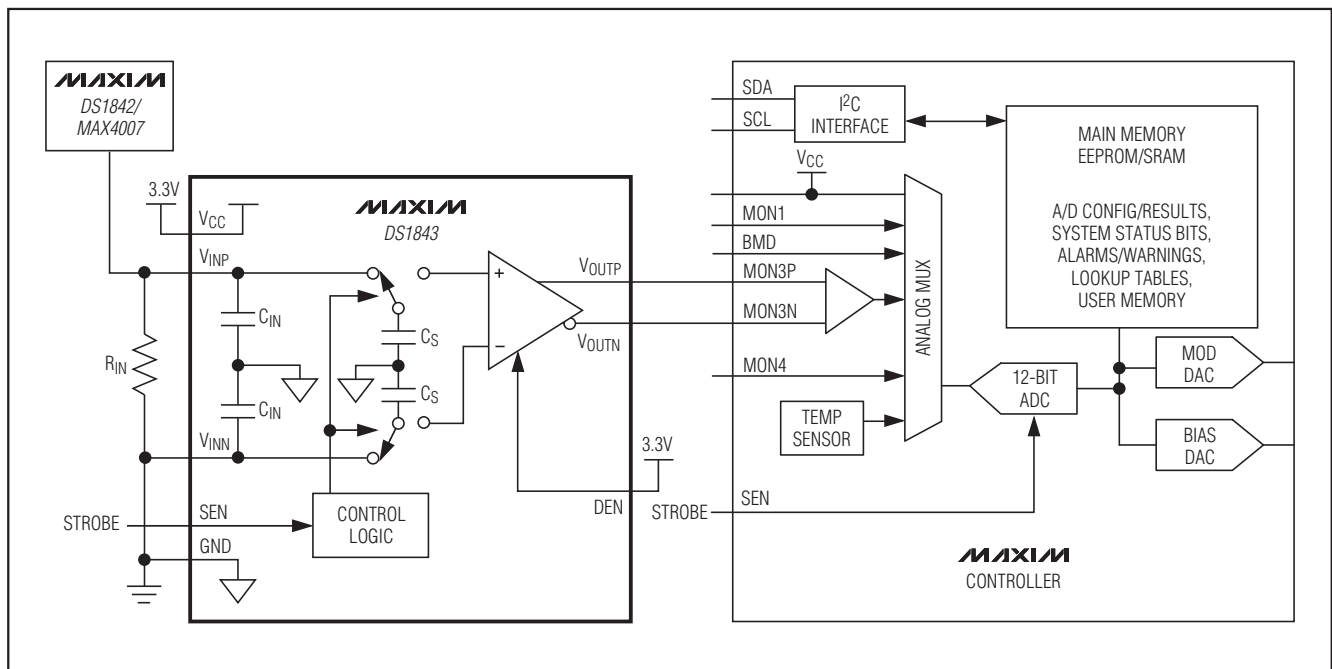 MAXIM
DS1842/
MAX4007
3.3V
VCC
VINP
RIN
CIN
CIN
VINN
STROBE
SEN
GND
MAXIM
DS1843
CS
CS
+
−
CONTROL
LOGIC
VOUTP
VOUTN
3.3V
DEN
SDA
SCL
I2C
INTERFACE
VCC
MON1
BMD
MON3P
MON3N
MON4
TEMP
SENSOR
ANALOG MUX
STROBE
SEN
MAIN MEMORY
EEPROM/SRAM
A/D CONFIG/RESULTS,
SYSTEM STATUS BITS,
ALARMS/WARNINGS,
LOOKUP TABLES,
USER MEMORY
12-BIT
ADC
MOD
DAC
BIAS
DAC
MAXIM
CONTROLLER